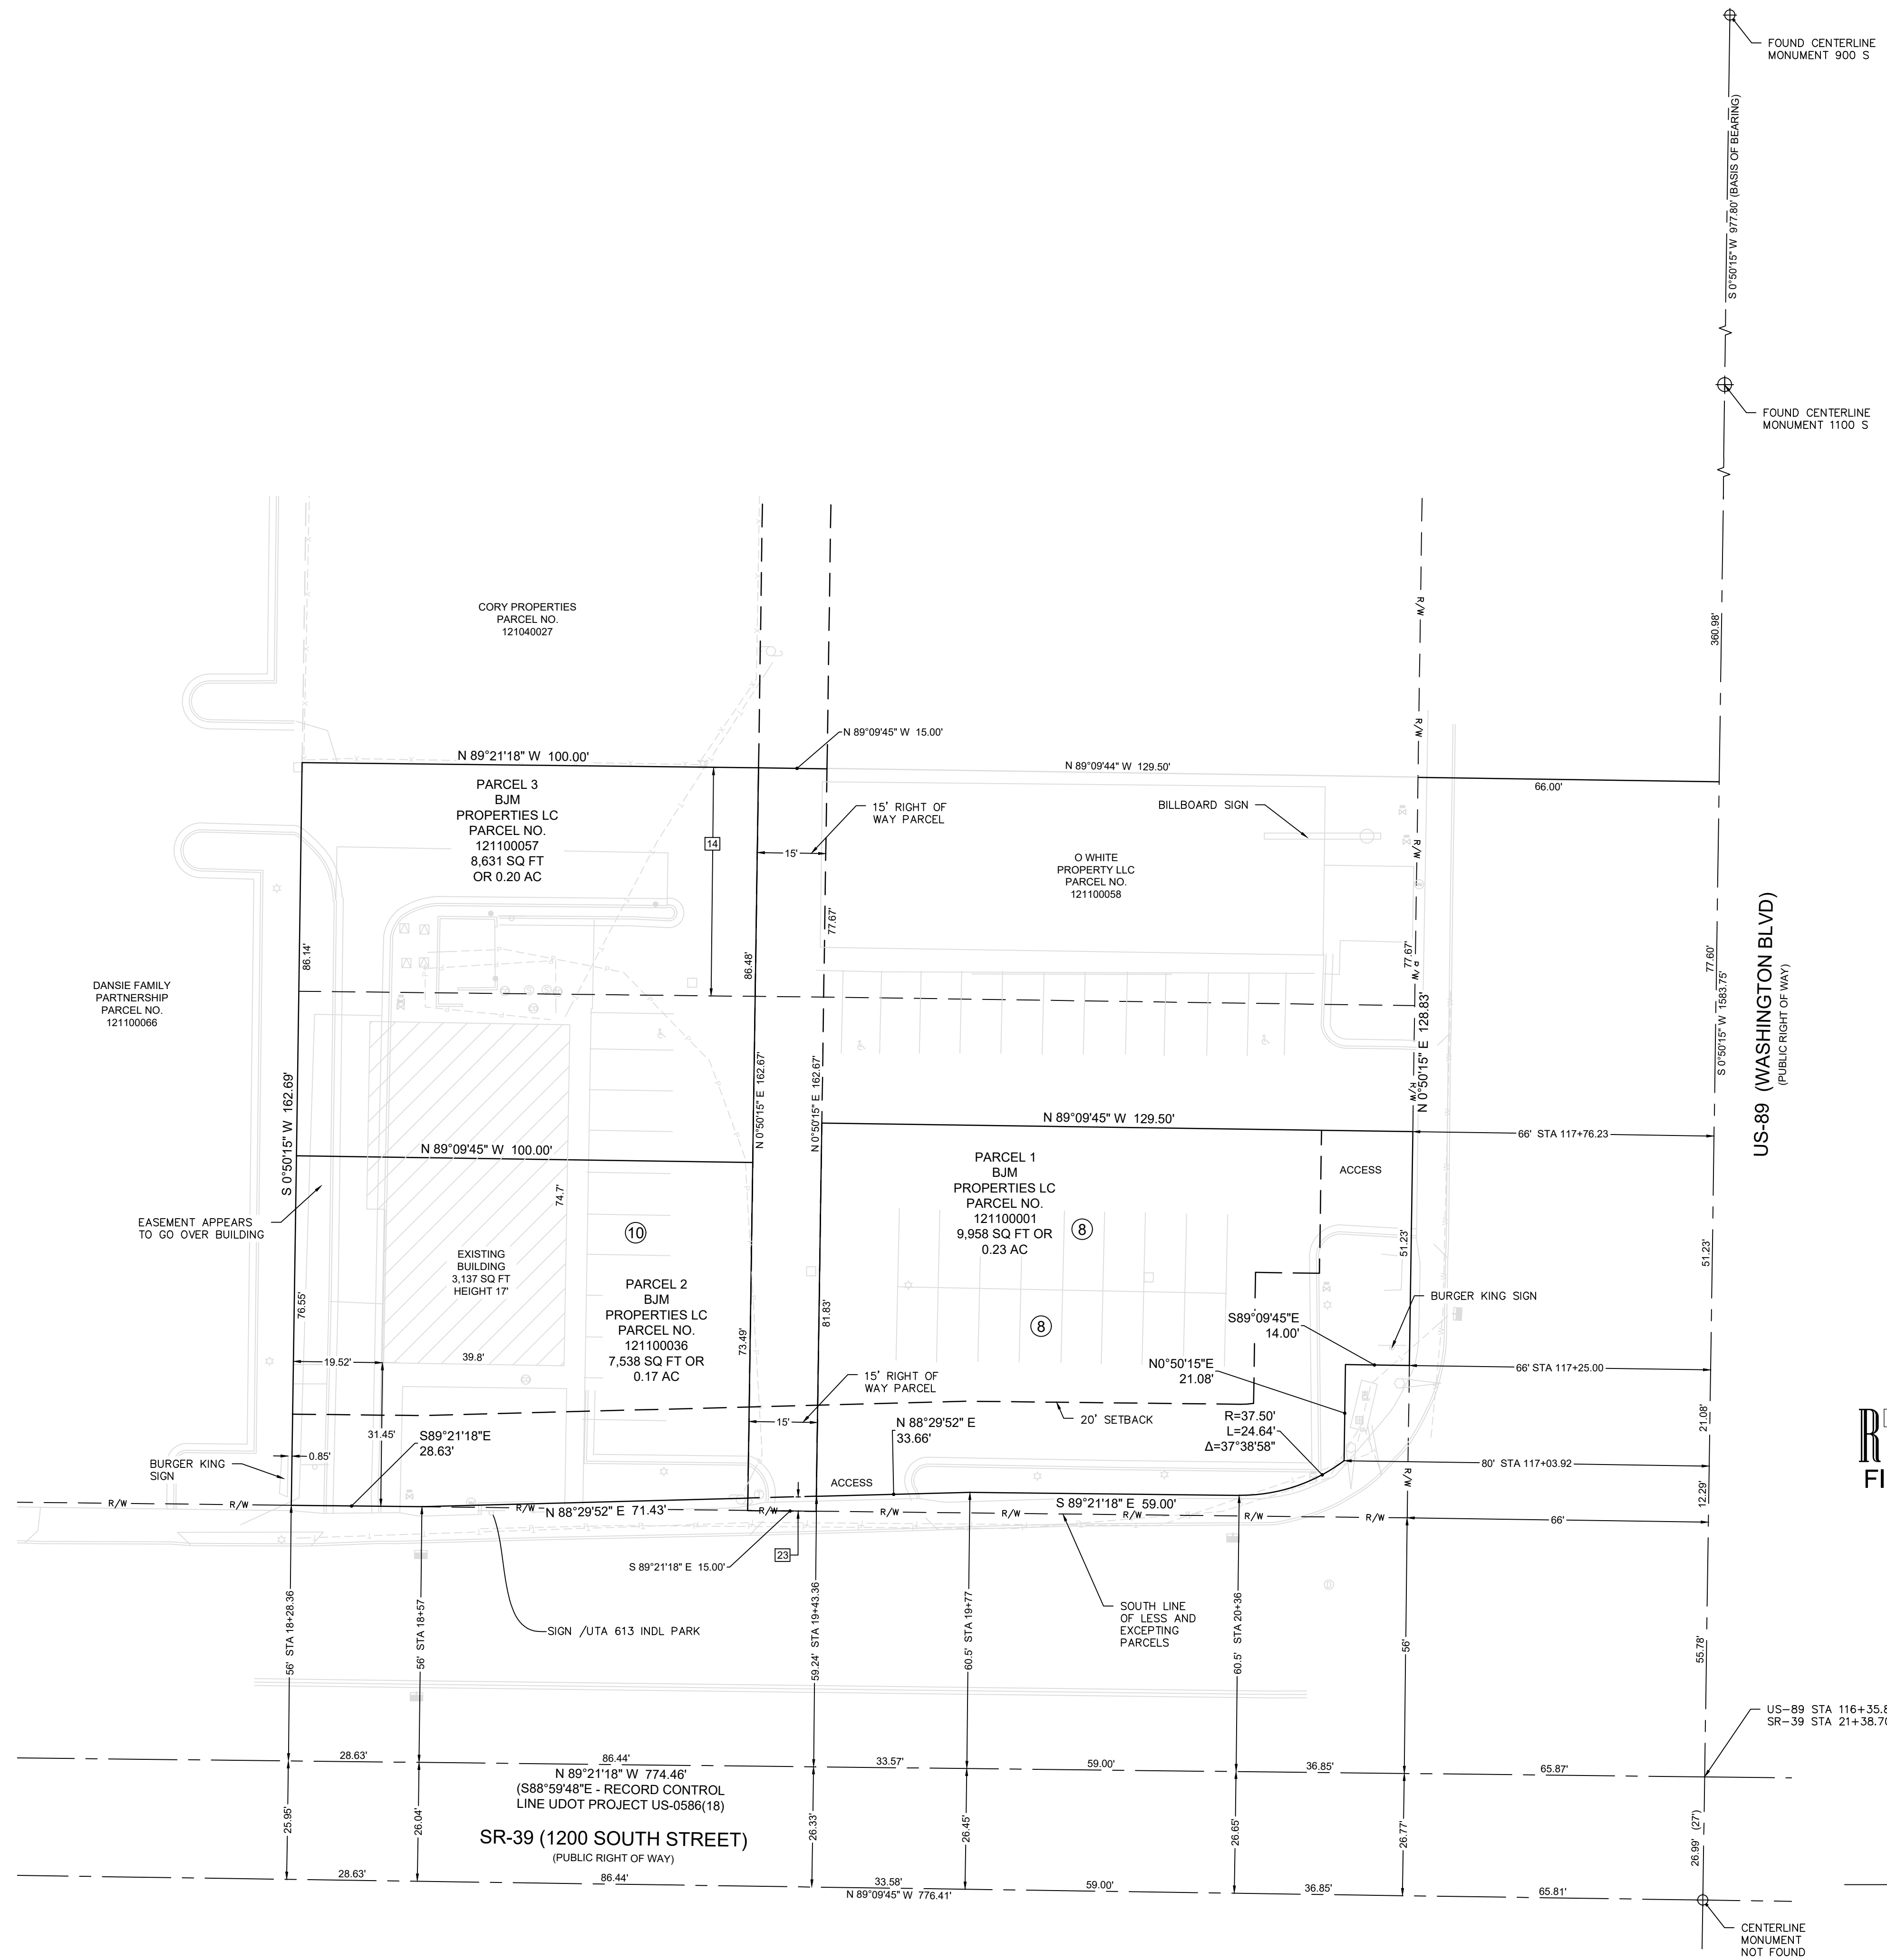 FOUND CENTERLINE
MONUMENT 900 S
S 0°50'15" W  977.80' (BASIS OF BEARING)
FOUND CENTERLINE
MONUMENT 1100 S
360.98'
CORY PROPERTIES
PARCEL NO.
121040027
R/W
R/W
N 89°09'45" W  15.00'
N 89°21'18" W  100.00'
N 89°09'44" W  129.50'
66.00'
PARCEL 3
BJM
PROPERTIES LC
PARCEL NO.
121100057
8,631 SQ FT
OR 0.20 AC
14
15' RIGHT OF
WAY PARCEL
15'
BILLBOARD SIGN
O WHITE
PROPERTY LLC
PARCEL NO.
121100058
R/W
86.14'
86.48'
77.67'
77.67'
R/W
77.60'
S 0°50'15" W  1583.75'
US-89  (WASHINGTON BLVD)
(PUBLIC RIGHT OF WAY)
DANSIE FAMILY
PARTNERSHIP
PARCEL NO.
121100066
S 0°50'15" W  162.69'
N 0°50'15" E  162.67'
N 0°50'15" E  162.67'
N 0°50'15" E  128.83'
R/W
N 89°09'45" W  129.50'
66'  STA 117+76.23
N 89°09'45" W  100.00'
PARCEL 1
BJM
PROPERTIES LC
PARCEL NO.
121100001
9,958 SQ FT OR
0.23 AC
8
ACCESS
74.7'
EASEMENT APPEARS
TO GO OVER BUILDING
10
EXISTING
BUILDING
3,137 SQ FT
HEIGHT 17'
51.23'
51.23'
PARCEL 2
BJM
PROPERTIES LC
PARCEL NO.
121100036
7,538 SQ FT OR
0.17 AC
76.55'
73.49'
81.83'
8
BURGER KING SIGN
S89°09'45"E
14.00'
19.52'
39.8'
N0°50'15"E
21.08'
66' STA 117+25.00
15' RIGHT OF
WAY PARCEL
15'
20' SETBACK
R=37.50'
L=24.64'
Δ=37°38'58"
21.08'
31.45'
S89°21'18"E
28.63'
N 88°29'52" E
33.66'
0.85'
BURGER KING
SIGN
ACCESS
80'  STA 117+03.92
R/W
12.29'
R
FI
R/W
R/W
R/W
N 88°29'52" E  71.43'
R/W
R/W
R/W
S 89°21'18" E  59.00'
R/W
R/W
R/W
66'
23
S 89°21'18" E  15.00'
SIGN /UTA 613 INDL PARK
SOUTH LINE
OF LESS AND
EXCEPTING
PARCELS
56'  STA 18+28.36
56'  STA 18+57
59.24'  STA 19+43.36
60.5'  STA 19+77
60.5'  STA 20+36
56'
55.78'
US-89 STA 116+35.8
SR-39 STA 21+38.70
28.63'
86.44'
33.57'
59.00'
36.85'
65.87'
N 89°21'18" W  774.46'
(S88°59'48"E - RECORD CONTROL
LINE UDOT PROJECT US-0586(18)
25.95'
26.04'
26.33'
26.45'
26.65'
26.77'
26.99'  (27')
SR-39 (1200 SOUTH STREET)
(PUBLIC RIGHT OF WAY)
28.63'
86.44'
33.58'
59.00'
36.85'
65.81'
N 89°09'45" W  776.41'
CENTERLINE
MONUMENT
NOT FOUND